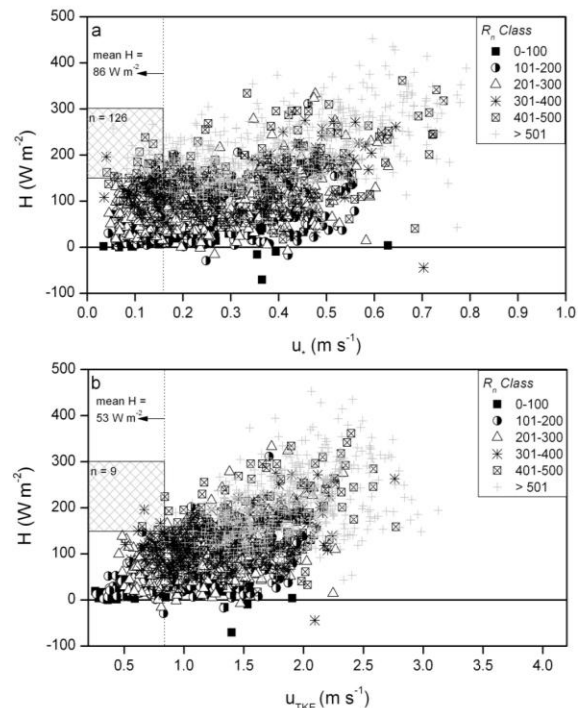 a
mean H =
86 W m⁻²
n = 126
Rₙ Class
0-100
101-200
201-300
301-400
401-500
> 501
500
400
300
200
100
0
-100
H (W m⁻²)
0.0 0.1 0.2 0.3 0.4 0.5 0.6 0.7 0.8 0.9 1.0
u* (m s⁻¹)
b
mean H =
53 W m⁻²
n = 9
Rₙ Class
0-100
101-200
201-300
301-400
401-500
> 501
500
400
300
200
100
0
-100
H (W m⁻²)
0.5 1.0 1.5 2.0 2.5 3.0 3.5 4.0
u_TKE (m s⁻¹)